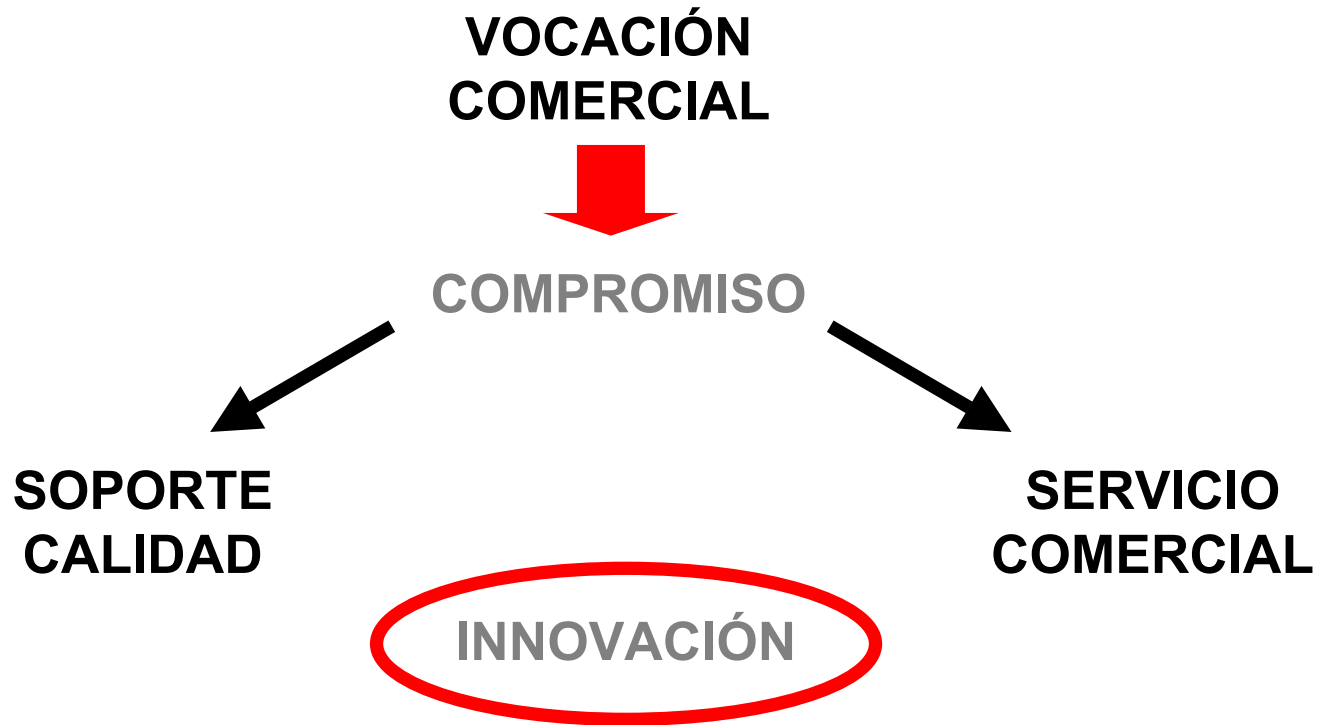 VOCACIÓN
COMERCIAL
COMPROMISO
SOPORTE
CALIDAD
SERVICIO
COMERCIAL
INNOVACIÓN